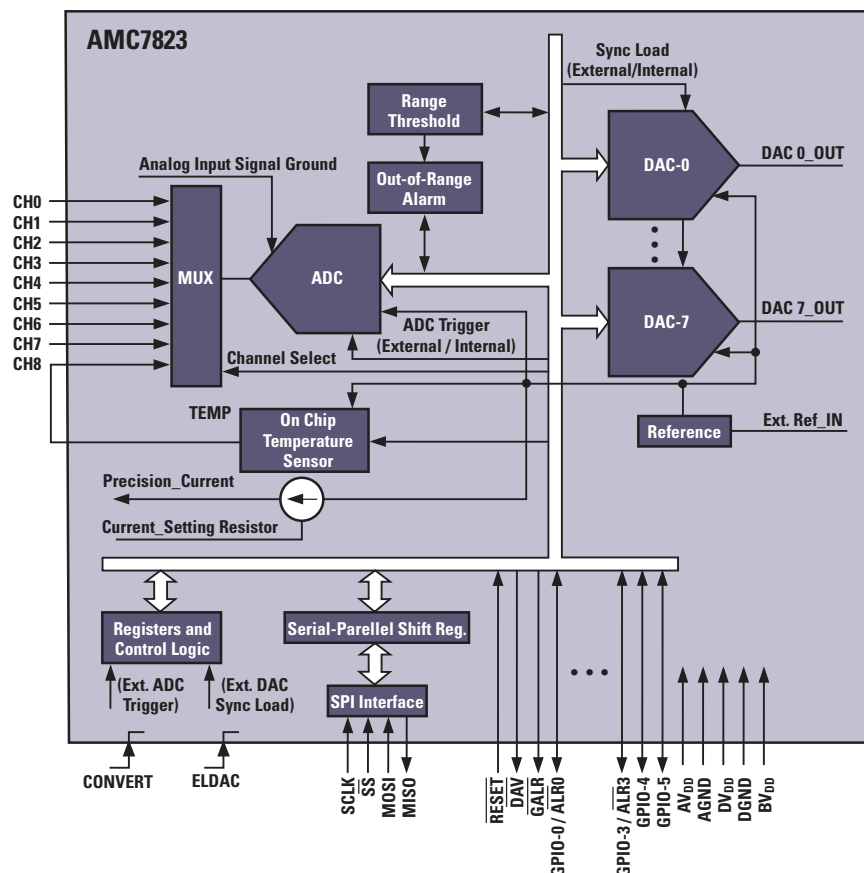 AMC7823
Sync Load
(External/Internal)
Range
Threshold
DAC-0
DAC 0_OUT
Analog Input Signal Ground
Out-of-Range
Alarm
CH0
CH1
CH2
CH3
CH4
CH5
CH6
CH7
CH8
MUX
ADC
DAC-7
DAC 7_OUT
ADC Trigger
(External / Internal)
Channel Select
TEMP
On Chip
Temperature
Sensor
Reference
Ext. Ref_IN
Precision_Current
Current_Setting Resistor
Registers and
Control Logic
Serial-Parellel Shift Reg.
(Ext. ADC
Trigger)
(Ext. DAC
Sync Load)
SPI Interface
CONVERT
ELDAC
SCLK
SS
MOSI
MISO
RESET
DAV
GALR
GPIO-0 / ALR0
GPIO-3 / ALR3
GPIO-4
GPIO-5
AVDD
AGND
DVDD
DGND
BVDD